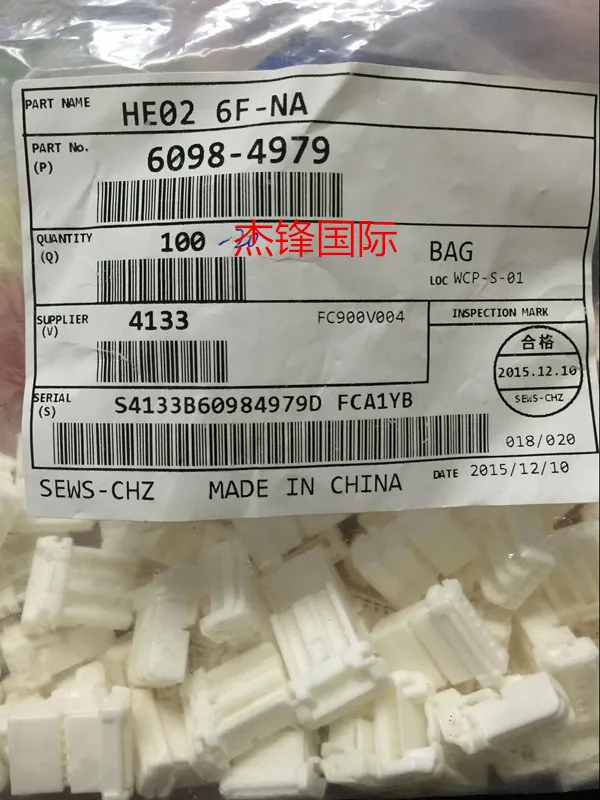 PART NAME HE02 6F-NA
PART No.
(P) 6098-4979
QUANTITY
(Q) 100 -20
杰锋国际
BAG
LOC WCP-S-01
SUPPLIER
(V) 4133 FC900V004
INSPECTION MARK
合格
2015.12.10
SEWS-CHZ
SERIAL
(S) S4133B60984979D FCA1YB
018/020
SEWS-CHZ MADE IN CHINA DATE 2015/12/10